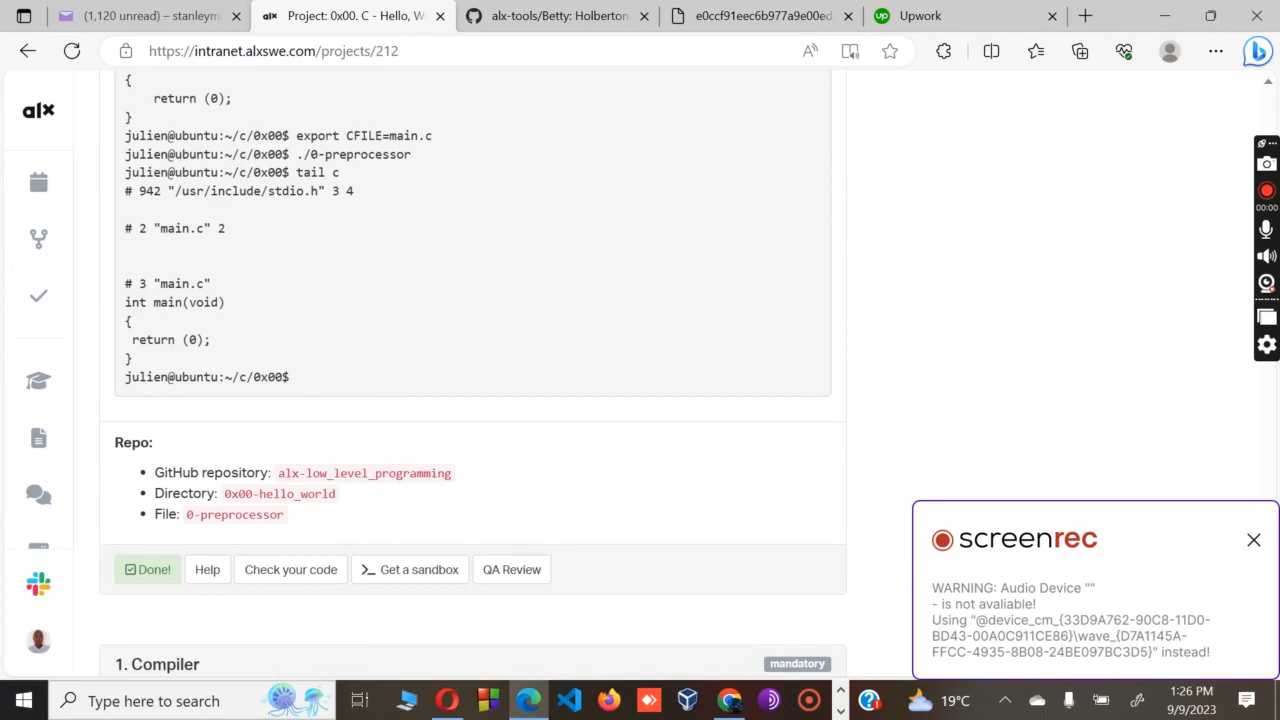 (1,120 unread) - stanleym
Project: 0x00. C - Hello, W
alx-tools/Betty: Holberton
e0ccf91eec6b977a9e00ed
Upwork
https://intranet.alxswe.com/projects/212
alx
{
    return (0);
}
julien@ubuntu:~/c/0x00$ export CFILE=main.c
julien@ubuntu:~/c/0x00$ ./0-preprocessor
julien@ubuntu:~/c/0x00$ tail c
# 942 "/usr/include/stdio.h" 3 4
# 2 "main.c" 2
# 3 "main.c"
int main(void)
{
 return (0);
}
julien@ubuntu:~/c/0x00$
Repo:
• GitHub repository: alx-low_level_programming
• Directory: 0x00-hello_world
• File: 0-preprocessor
Done! Help Check your code Get a sandbox QA Review
1. Compiler
mandatory
00:00
screenrec
WARNING: Audio Device ""
- is not avaliable!
Using "@device_cm_{33D9A762-90C8-11D0-
BD43-00A0C911CE86}\wave_{D7A1145A-
FFCC-4935-8B08-24BE097BC3D5}" instead!
Type here to search
19°C
1:26 PM
9/9/2023